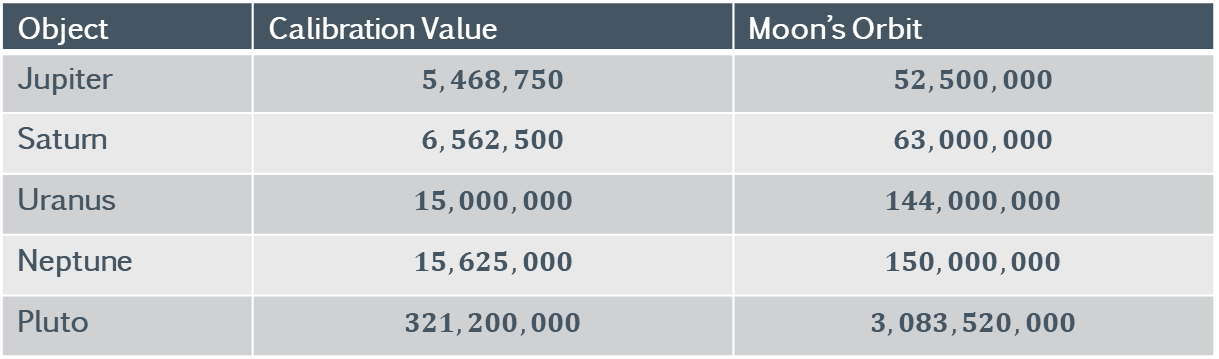 Object Calibration Value Moon's Orbit
Jupiter 5,468,750 52,500,000
Saturn 6,562,500 63,000,000
Uranus 15,000,000 144,000,000
Neptune 15,625,000 150,000,000
Pluto 321,200,000 3,083,520,000